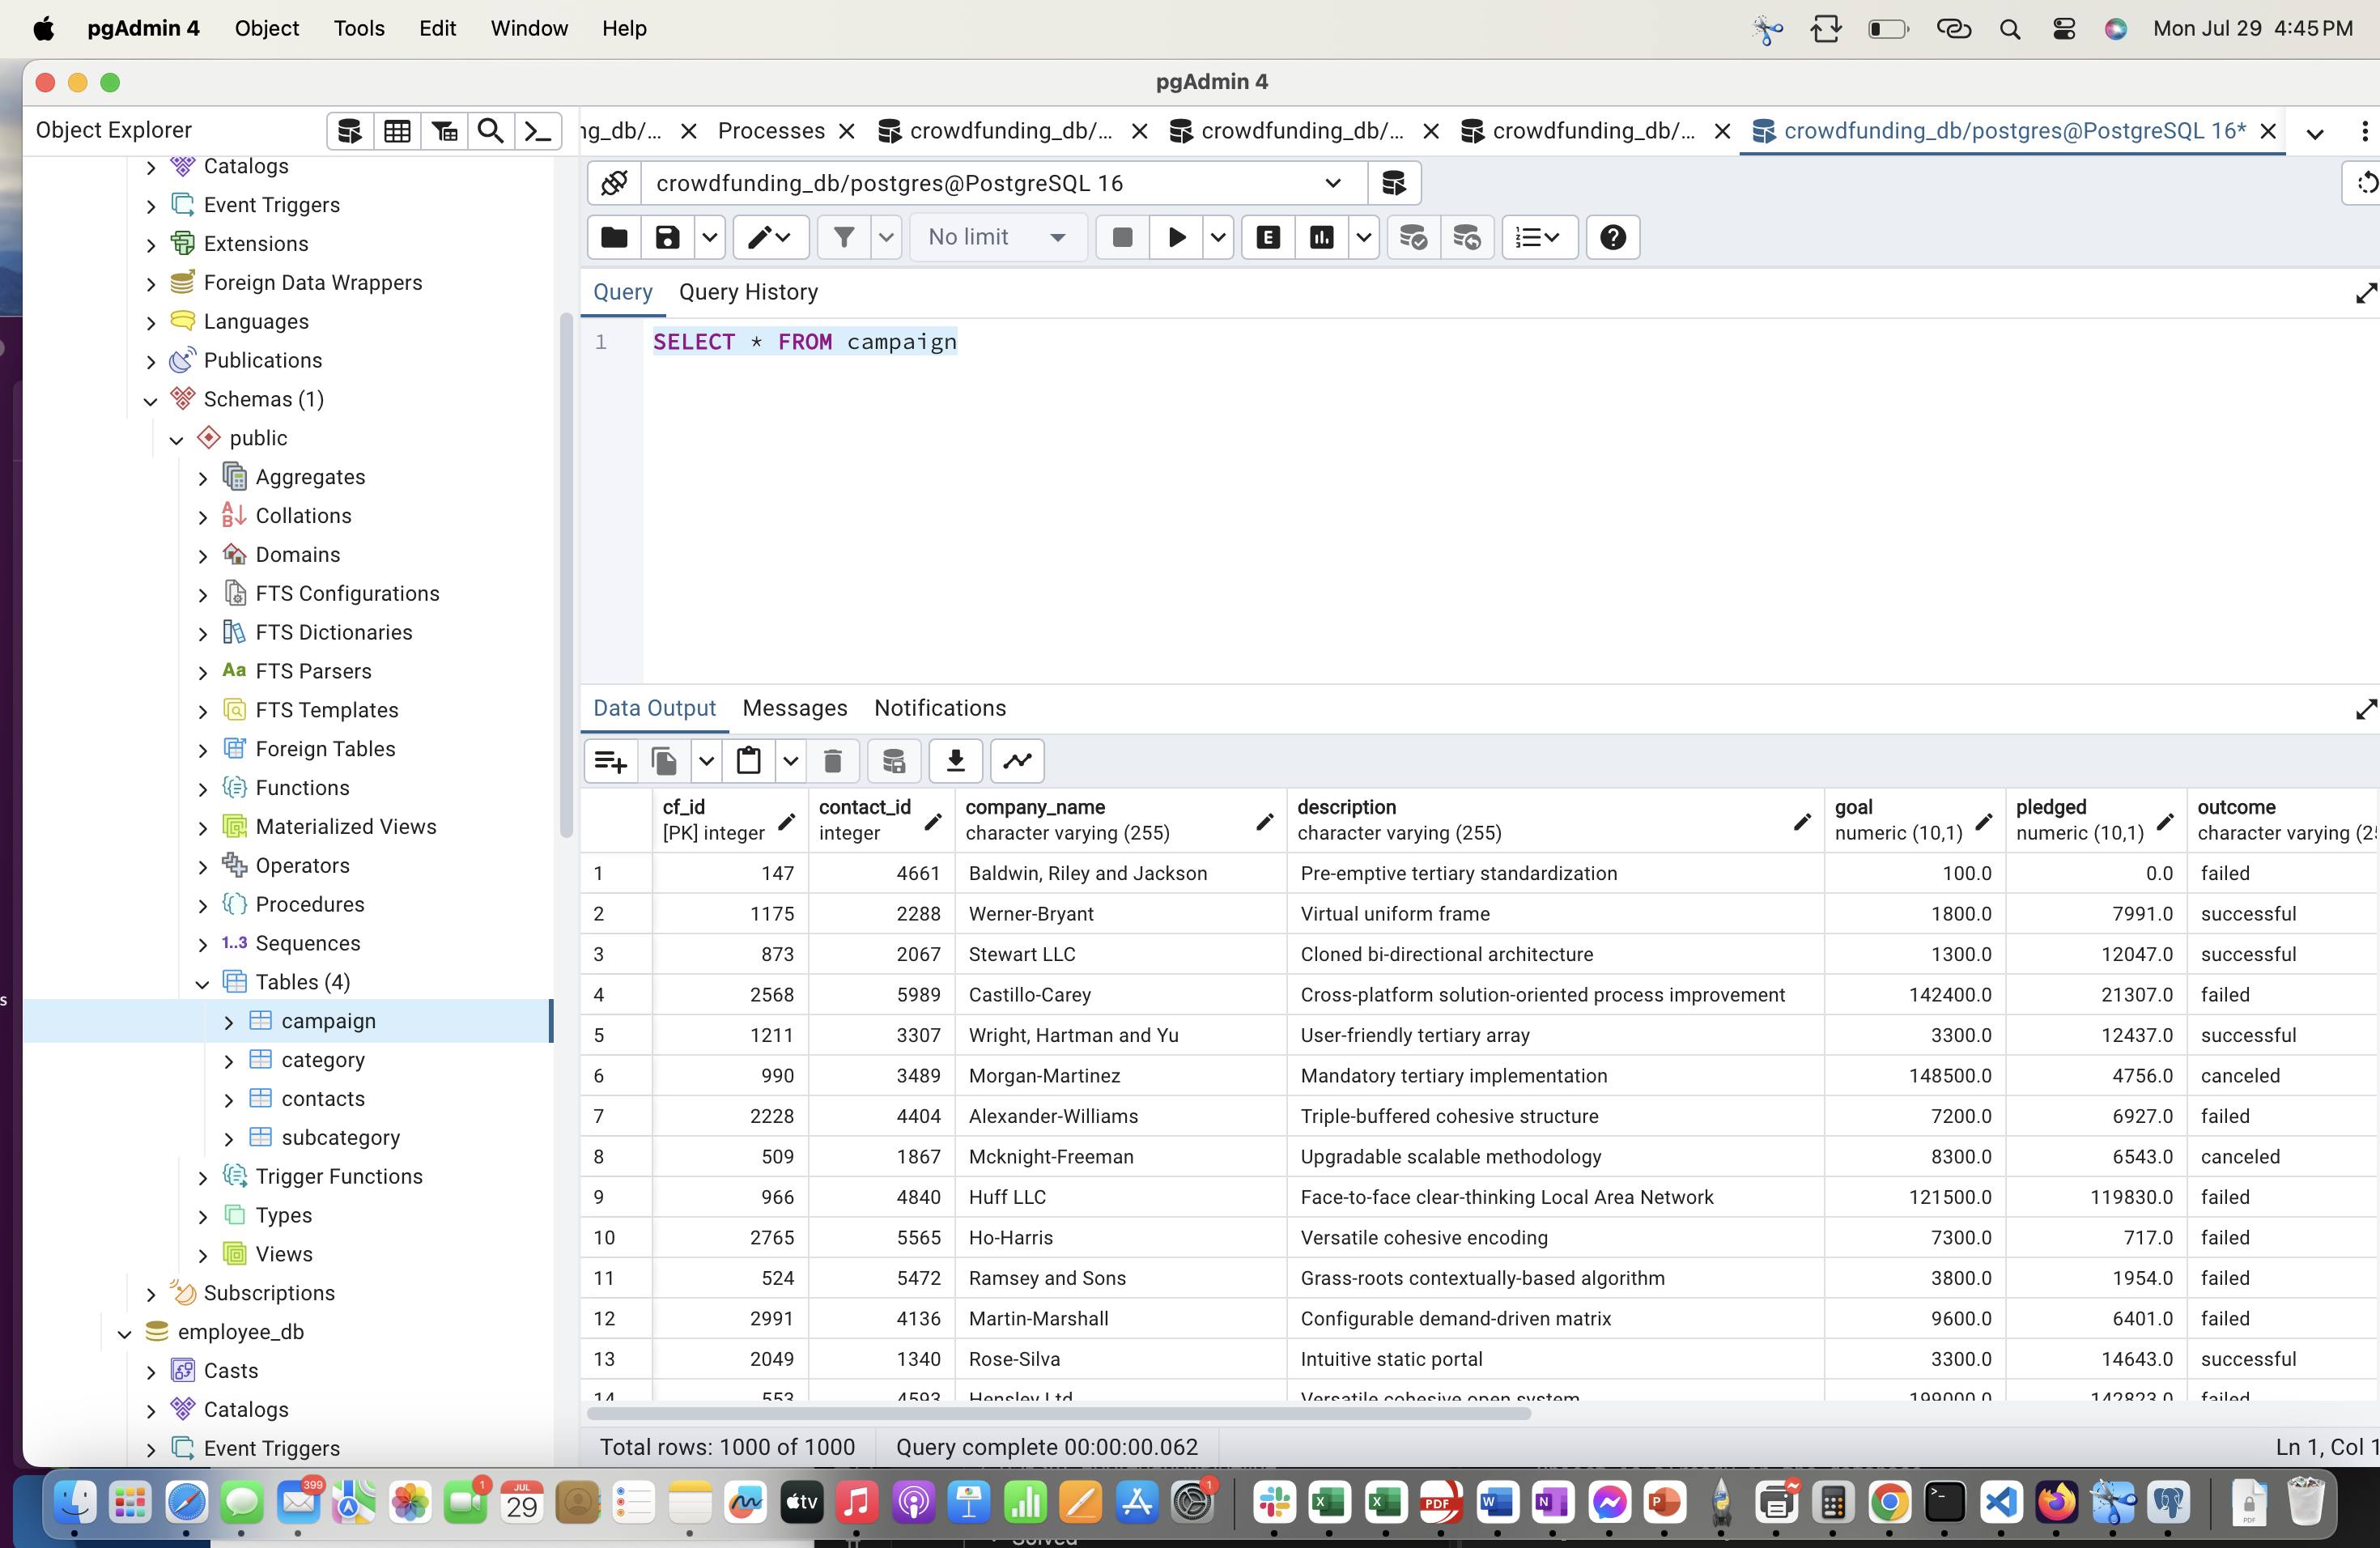 pgAdmin 4 Object Tools Edit Window Help Mon Jul 29 4:45 PM
pgAdmin 4
Object Explorer
ng_db/... Processes crowdfunding_db/... crowdfunding_db/... crowdfunding_db/... crowdfunding_db/postgres@PostgreSQL 16*
crowdfunding_db/postgres@PostgreSQL 16
No limit E
Query Query History
1 SELECT * FROM campaign
Catalogs
Event Triggers
Extensions
Foreign Data Wrappers
Languages
Publications
Schemas (1)
public
Aggregates
Collations
Domains
FTS Configurations
FTS Dictionaries
Aa FTS Parsers
FTS Templates
Foreign Tables
Functions
Materialized Views
Operators
Procedures
1..3 Sequences
Tables (4)
campaign
category
contacts
subcategory
Trigger Functions
Types
Views
Subscriptions
employee_db
Casts
Catalogs
Event Triggers
Data Output Messages Notifications
cf_id contact_id company_name description goal pledged outcome
[PK] integer integer character varying (255) character varying (255) numeric (10,1) numeric (10,1) character varying (2
1 147 4661 Baldwin, Riley and Jackson Pre-emptive tertiary standardization 100.0 0.0 failed
2 1175 2288 Werner-Bryant Virtual uniform frame 1800.0 7991.0 successful
3 873 2067 Stewart LLC Cloned bi-directional architecture 1300.0 12047.0 successful
4 2568 5989 Castillo-Carey Cross-platform solution-oriented process improvement 142400.0 21307.0 failed
5 1211 3307 Wright, Hartman and Yu User-friendly tertiary array 3300.0 12437.0 successful
6 990 3489 Morgan-Martinez Mandatory tertiary implementation 148500.0 4756.0 canceled
7 2228 4404 Alexander-Williams Triple-buffered cohesive structure 7200.0 6927.0 failed
8 509 1867 Mcknight-Freeman Upgradable scalable methodology 8300.0 6543.0 canceled
9 966 4840 Huff LLC Face-to-face clear-thinking Local Area Network 121500.0 119830.0 failed
10 2765 5565 Ho-Harris Versatile cohesive encoding 7300.0 717.0 failed
11 524 5472 Ramsey and Sons Grass-roots contextually-based algorithm 3800.0 1954.0 failed
12 2991 4136 Martin-Marshall Configurable demand-driven matrix 9600.0 6401.0 failed
13 2049 1340 Rose-Silva Intuitive static portal 3300.0 14643.0 successful
14 553 4593 Hensley Ltd Versatile cohesive open system 199000.0 142823.0 failed
Total rows: 1000 of 1000 Query complete 00:00:00.062 Ln 1, Col 1
399 1 JUL 29 tv 1 PDF W N P PDF
Solved